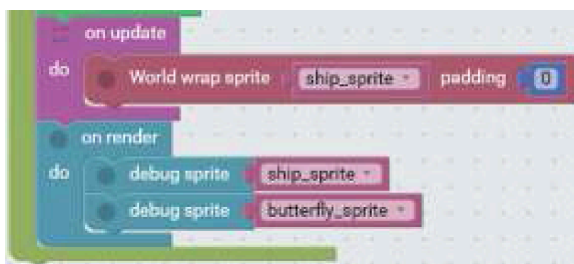 on update
do World wrap sprite ship_sprite padding 0
on render
do debug sprite ship_sprite
debug sprite butterfly_sprite